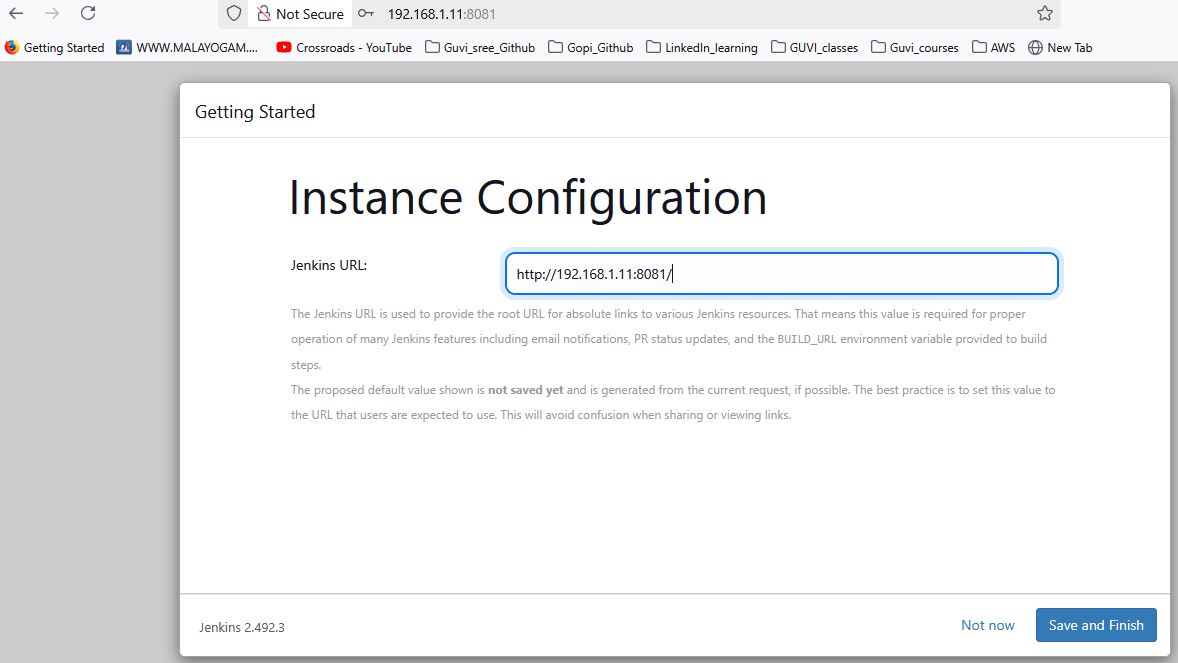 Not Secure 192.168.1.11:8081
Getting Started WWW.MALAYOGAM.... Crossroads - YouTube Guvi_sree_Github Gopi_Github LinkedIn_learning GUVI_classes Guvi_courses AWS New Tab
Getting Started
Instance Configuration
Jenkins URL: http://192.168.1.11:8081/
The Jenkins URL is used to provide the root URL for absolute links to various Jenkins resources. That means this value is required for proper
operation of many Jenkins features including email notifications, PR status updates, and the BUILD_URL environment variable provided to build
steps.
The proposed default value shown is not saved yet and is generated from the current request, if possible. The best practice is to set this value to
the URL that users are expected to use. This will avoid confusion when sharing or viewing links.
Jenkins 2.492.3 Not now Save and Finish